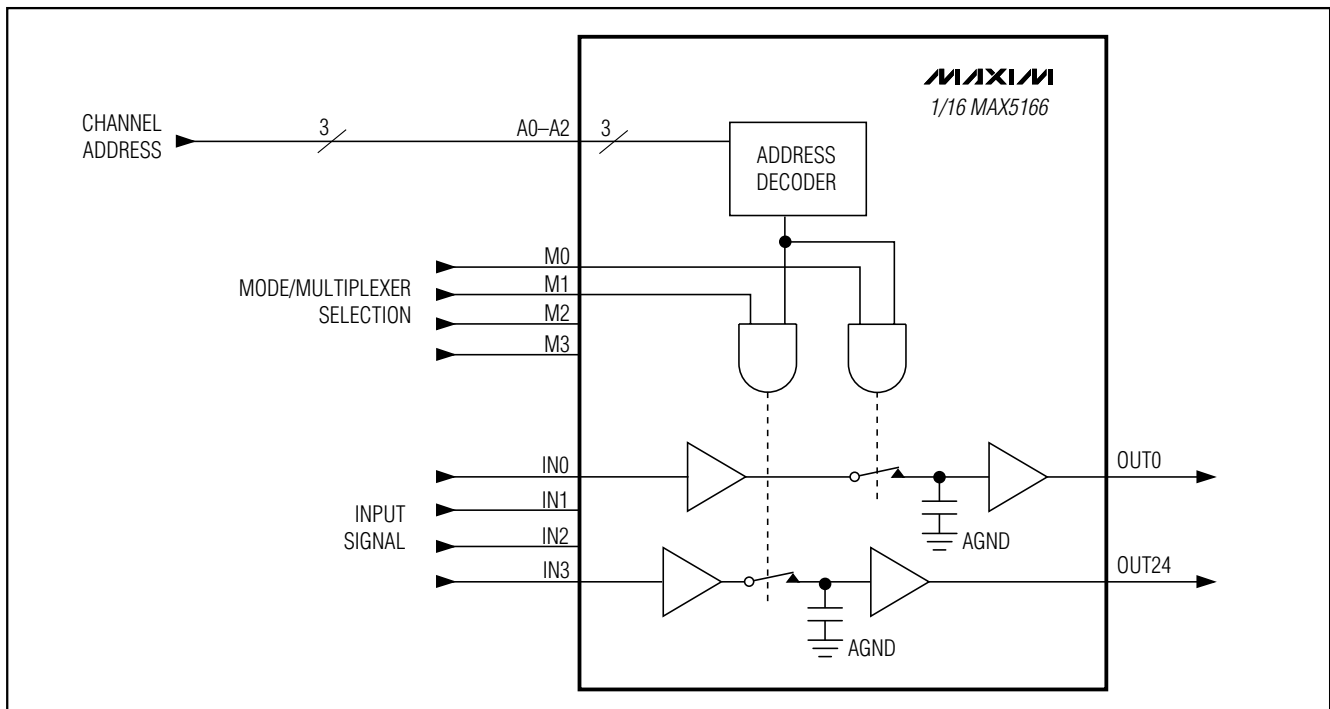 MAXIM
1/16 MAX5166
CHANNEL
ADDRESS
3
A0–A2
3
ADDRESS
DECODER
MODE/MULTIPLEXER
SELECTION
M0
M1
M2
M3
INPUT
SIGNAL
IN0
IN1
IN2
IN3
OUT0
AGND
OUT24
AGND